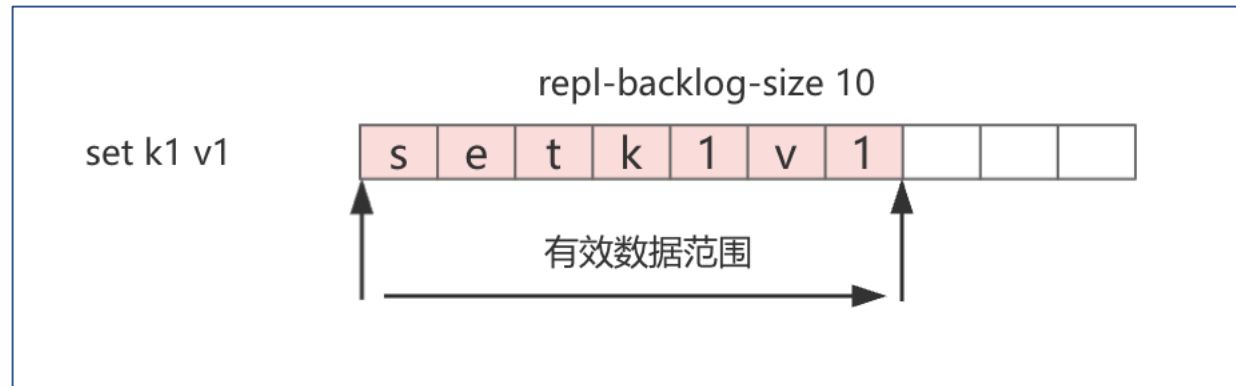 repl-backlog-size 10
set k1 v1
s e t k 1 v 1
有效数据范围